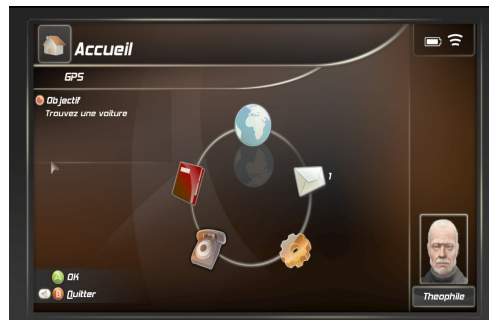 Accueil
GPS
Objectif
Trouvez une voiture
1
A OK
B Quitter
Theophile